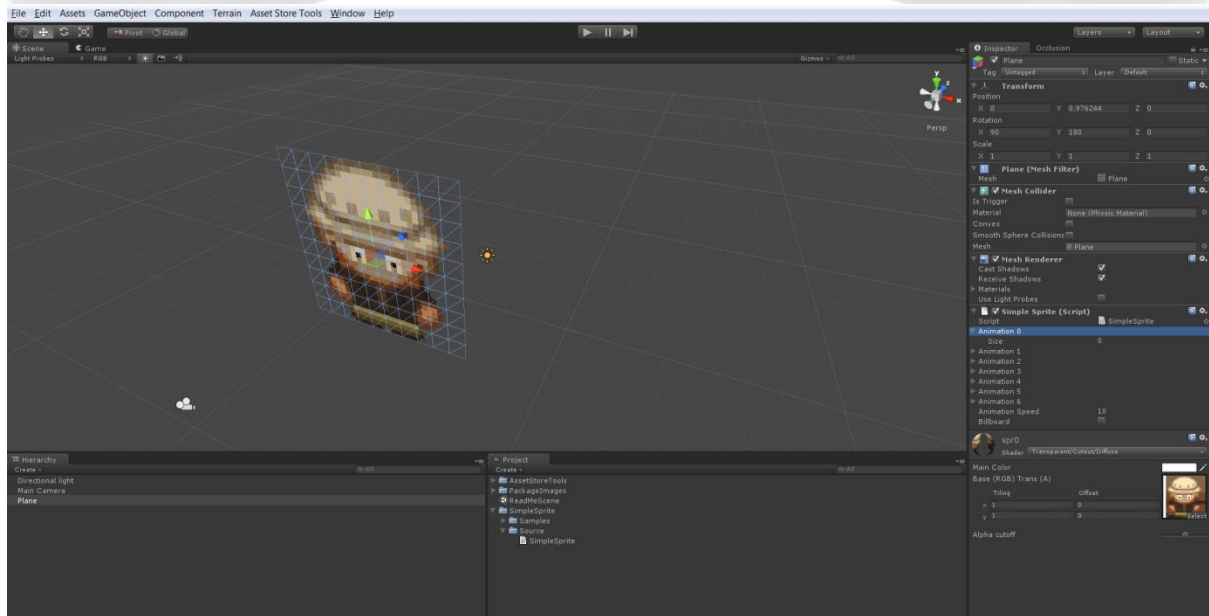 File Edit Assets GameObject Component Terrain Asset Store Tools Window Help
Pivot Global Layers Layout
Scene Game
Light Probes RGB Gizmos All
y
z
x
Persp
Inspector Occlusion
Plane Static
Tag Untagged Layer Default
Transform
Position
X 0 Y 0.976244 Z 0
Rotation
X 90 Y 180 Z 0
Scale
X 1 Y 1 Z 1
Plane (Mesh Filter)
Mesh Plane
Mesh Collider
Is Trigger
Material None (Physic Material)
Convex
Smooth Sphere Collisions
Mesh Plane
Mesh Renderer
Cast Shadows
Receive Shadows
Materials
Use Light Probes
Simple Sprite (Script)
Script SimpleSprite
Animation 0
Size 0
Animation 1
Animation 2
Animation 3
Animation 4
Animation 5
Animation 6
Animation Speed 10
Billboard
spr0
Shader Transparent/Cutout/Diffuse
Main Color
Base (RGB) Trans (A)
Tiling Offset
x 1 0
y 1 0
Select
Alpha cutoff
Hierarchy
Create All
Directional light
Main Camera
Plane
Project
Create All
AssetStoreTools
PackageImages
ReadMeScene
SimpleSprite
Samples
Source
SimpleSprite